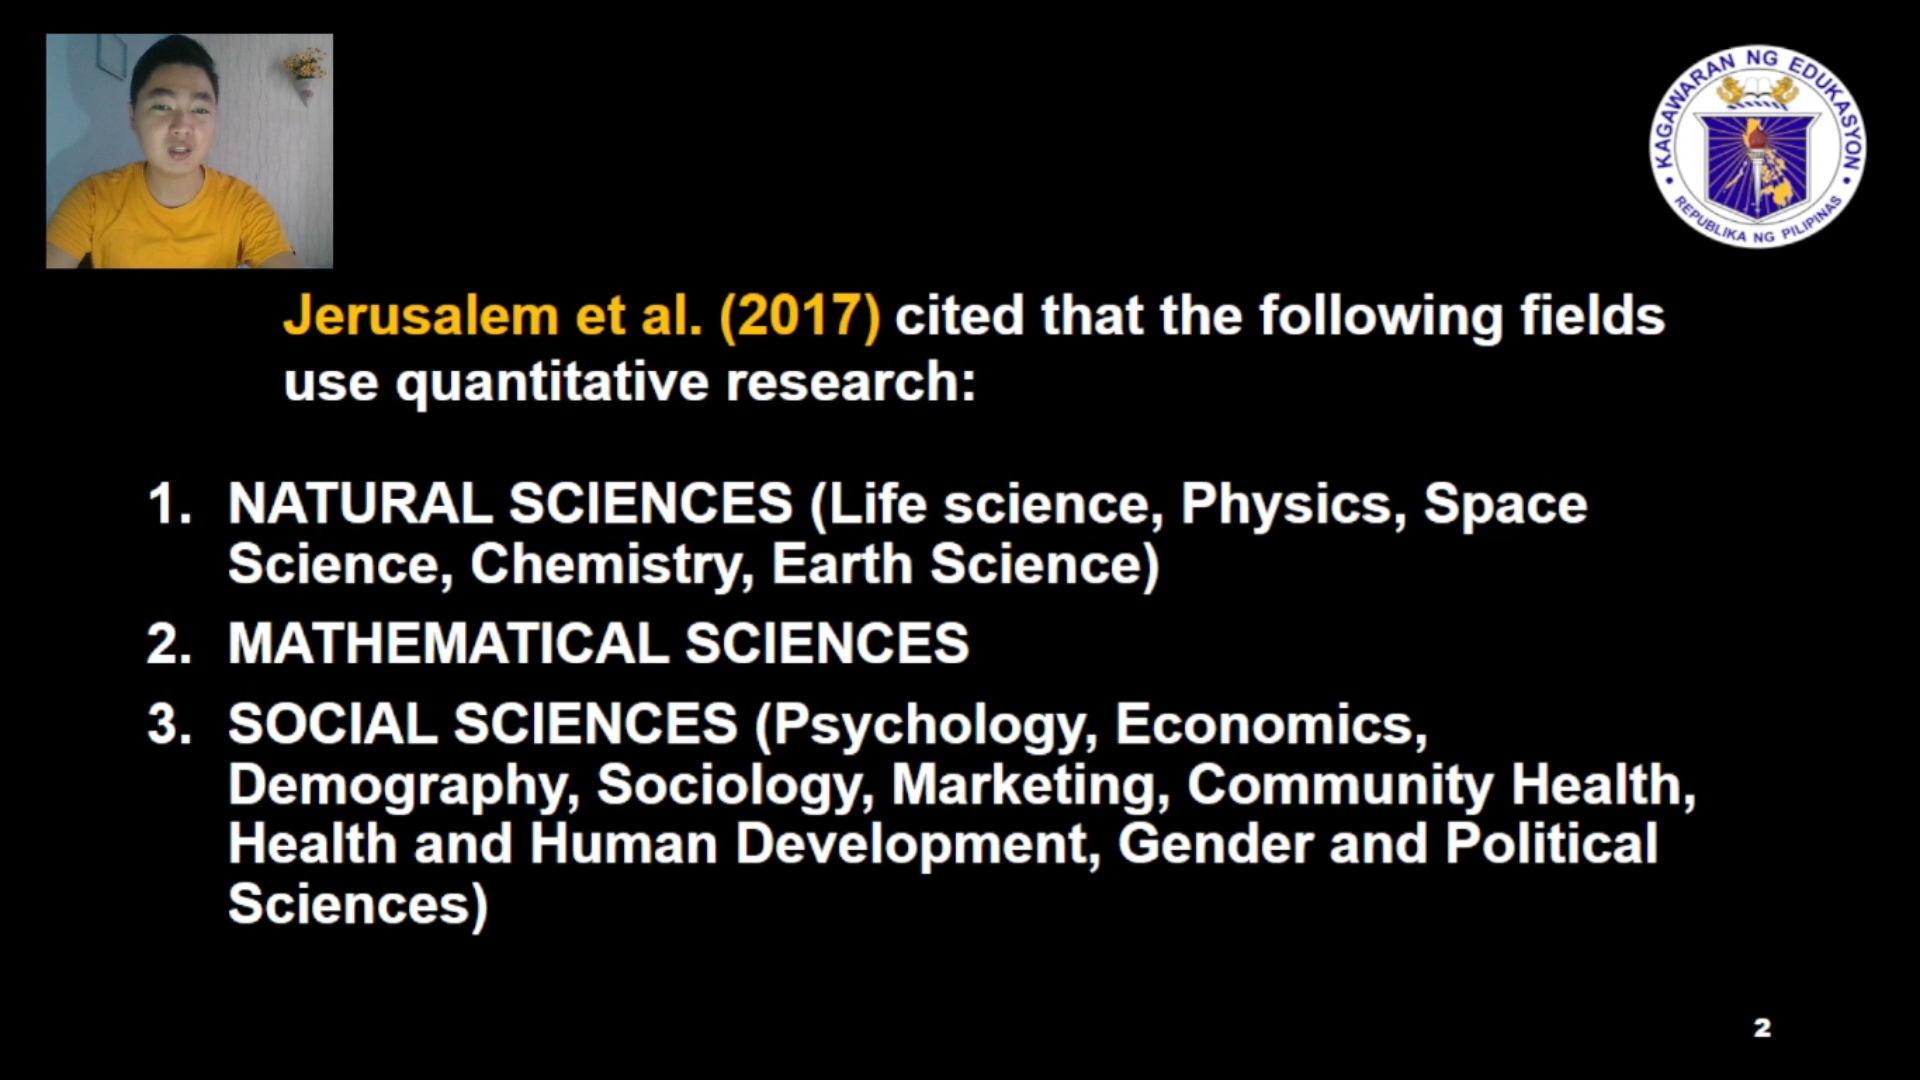 KAGAWARAN NG EDUKASYON
REPUBLIKA NG PILIPINAS
Jerusalem et al. (2017) cited that the following fields
use quantitative research:
1. NATURAL SCIENCES (Life science, Physics, Space
Science, Chemistry, Earth Science)
2. MATHEMATICAL SCIENCES
3. SOCIAL SCIENCES (Psychology, Economics,
Demography, Sociology, Marketing, Community Health,
Health and Human Development, Gender and Political
Sciences)
2